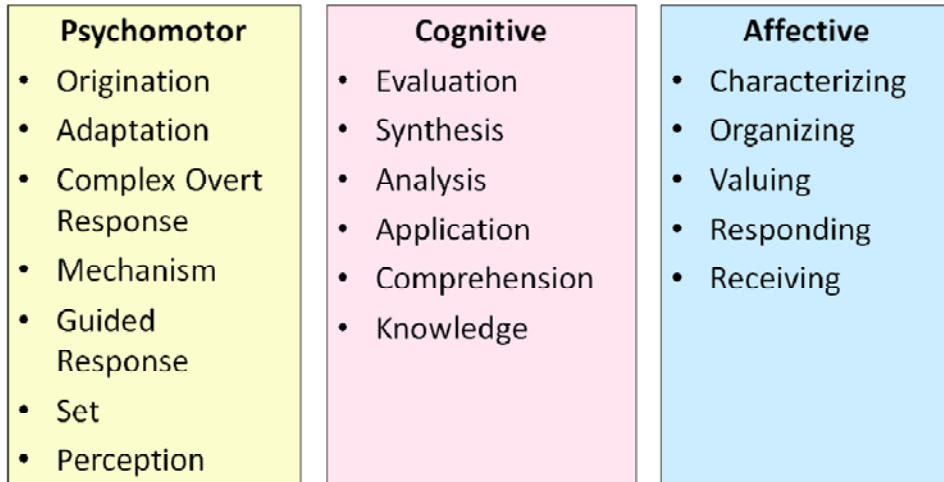 Psychomotor
• Origination
• Adaptation
• Complex Overt
Response
• Mechanism
• Guided
Response
• Set
• Perception
Cognitive
• Evaluation
• Synthesis
• Analysis
• Application
• Comprehension
• Knowledge
Affective
• Characterizing
• Organizing
• Valuing
• Responding
• Receiving